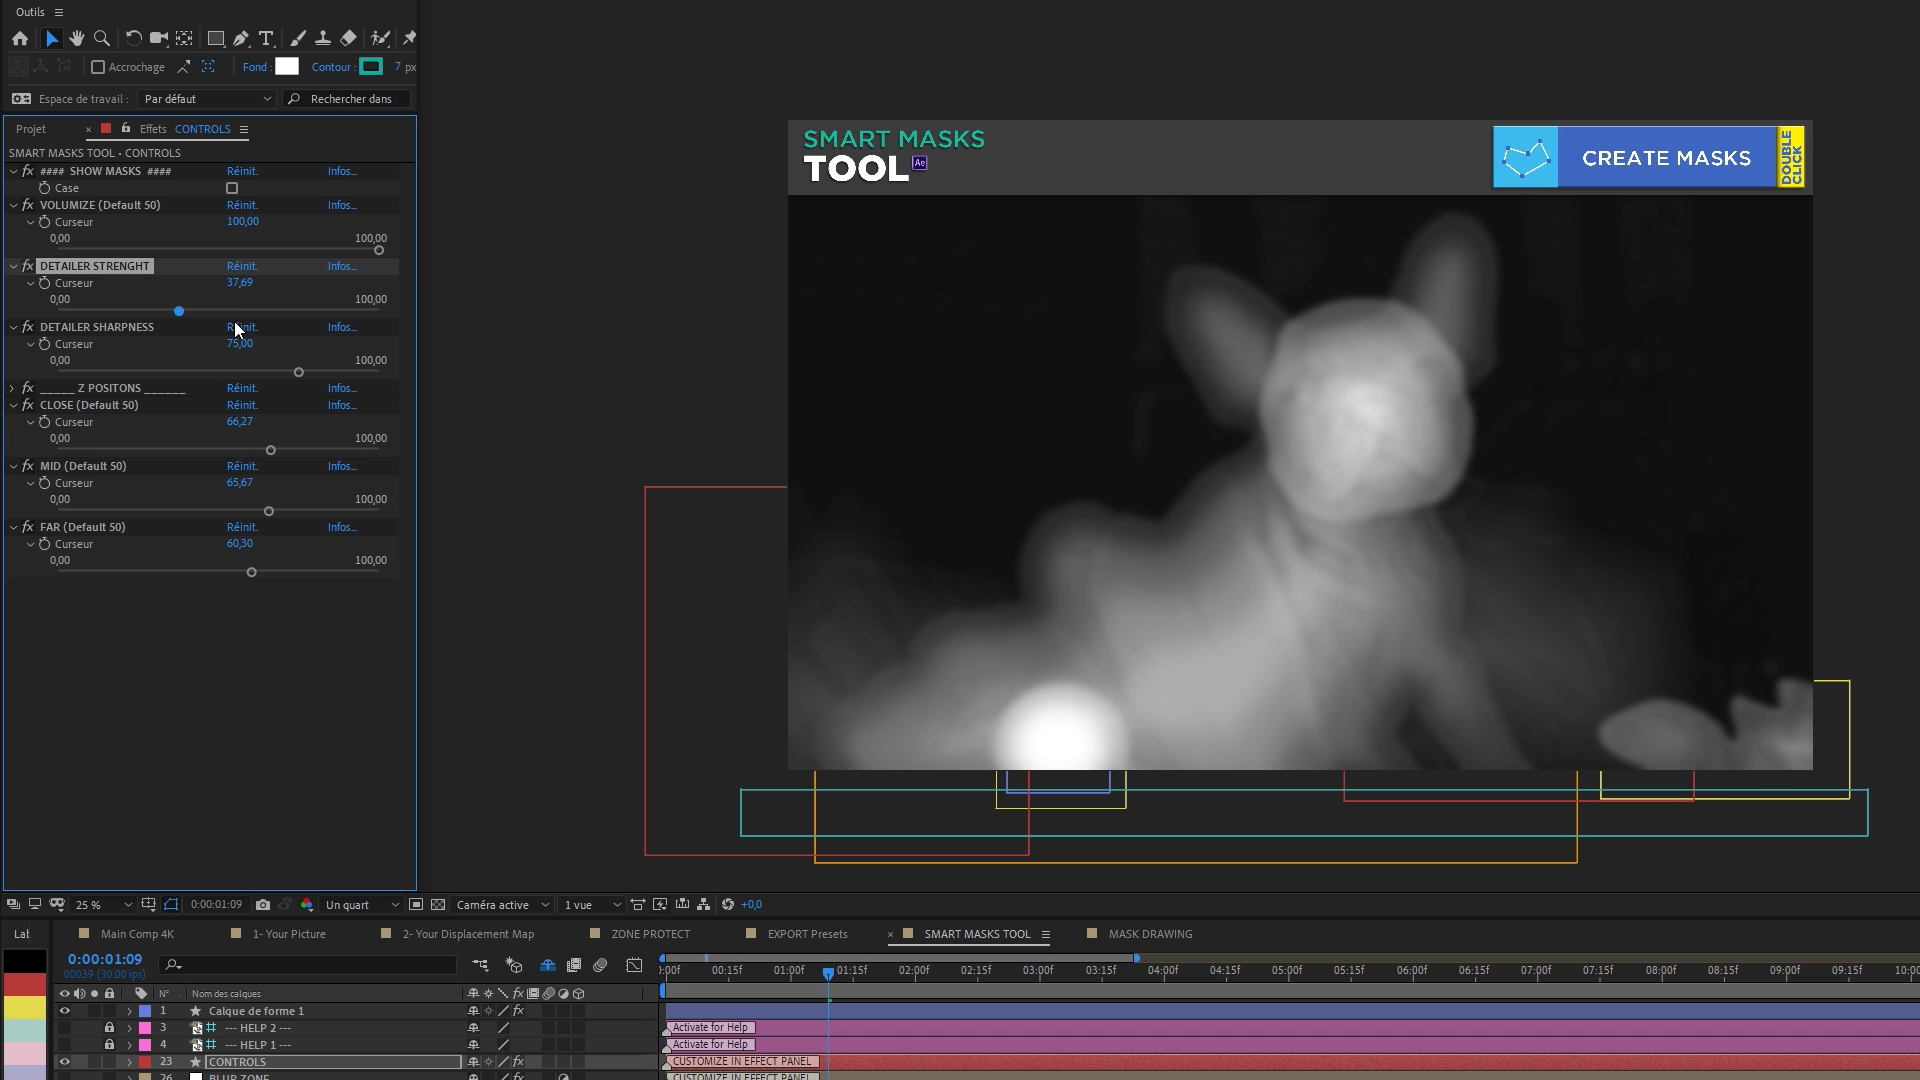 Outils
Accrochage
Fond :
Contour :
7 px
Espace de travail :
Par défaut
Rechercher dans
Projet
Effets CONTROLS
SMART MASKS TOOL • CONTROLS
#### SHOW MASKS #### Réinit. Infos...
Case
VOLUMIZE (Default 50) Réinit. Infos...
Curseur 100,00
0,00 100,00
DETAILER STRENGHT Réinit. Infos...
Curseur 37,69
0,00 100,00
DETAILER SHARPNESS Infos...
Curseur 75,00
0,00 100,00
______ Z POSITONS ______ Réinit. Infos...
CLOSE (Default 50) Réinit. Infos...
Curseur 66,27
0,00 100,00
MID (Default 50) Réinit. Infos...
Curseur 65,67
0,00 100,00
FAR (Default 50) Réinit. Infos...
Curseur 60,30
0,00 100,00
SMART MASKS
TOOL Ae
CREATE MASKS
DOUBLE
CLICK
25 % 0:00:01:09 Un quart Caméra active 1 vue +0,0
Main Comp 4K 1- Your Picture 2- Your Displacement Map ZONE PROTECT EXPORT Presets SMART MASKS TOOL MASK DRAWING
0:00:01:09
00039 (30.00 ips)
:00f 00:15f 01:00f 01:15f 02:00f 02:15f 03:00f 03:15f 04:00f 04:15f 05:00f 05:15f 06:00f 06:15f 07:00f 07:15f 08:00f 08:15f 09:00f 09:15f 10:00
N° Nom des calques
1 Calque de forme 1
3 --- HELP 2 --- Activate for Help
4 --- HELP 1 --- Activate for Help
23 CONTROLS CUSTOMIZE IN EFFECT PANEL
26 BLUR ZONE CUSTOMIZE IN EFFECT PANEL